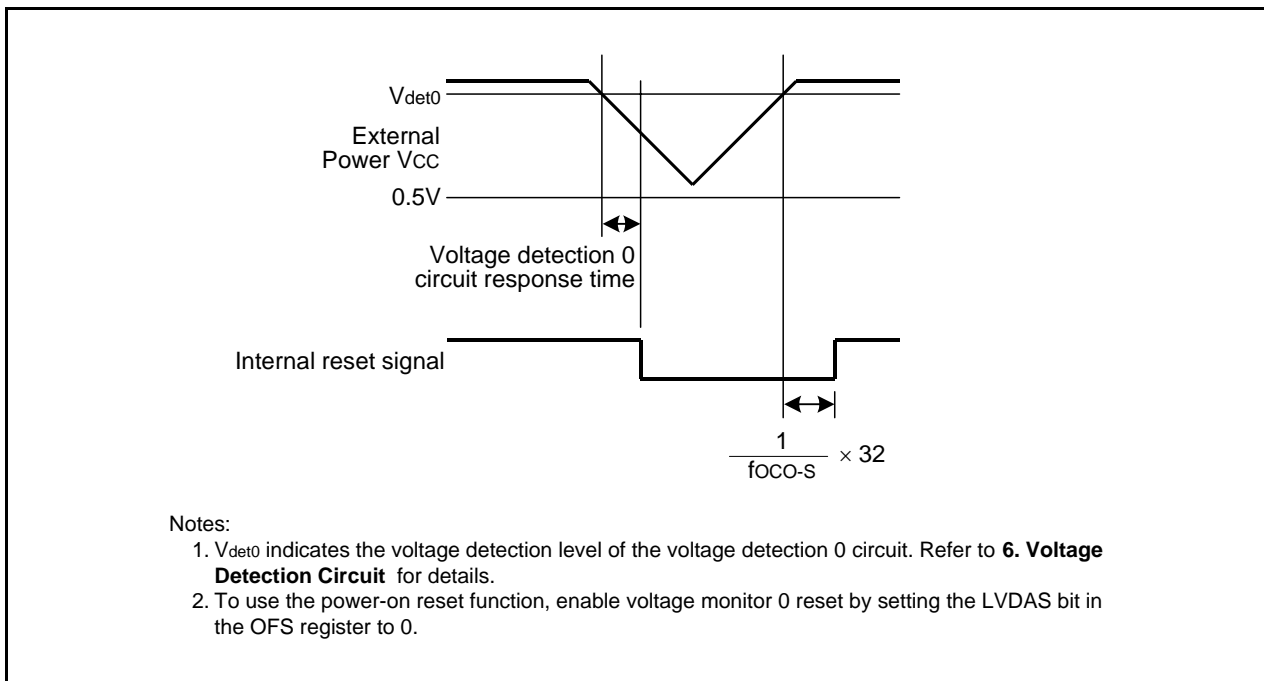 Vdet0
External
Power VCC
0.5V
Voltage detection 0
circuit response time
Internal reset signal
1
fOCO-S
× 32
Notes:
1. Vdet0 indicates the voltage detection level of the voltage detection 0 circuit. Refer to 6. Voltage
Detection Circuit for details.
2. To use the power-on reset function, enable voltage monitor 0 reset by setting the LVDAS bit in
the OFS register to 0.